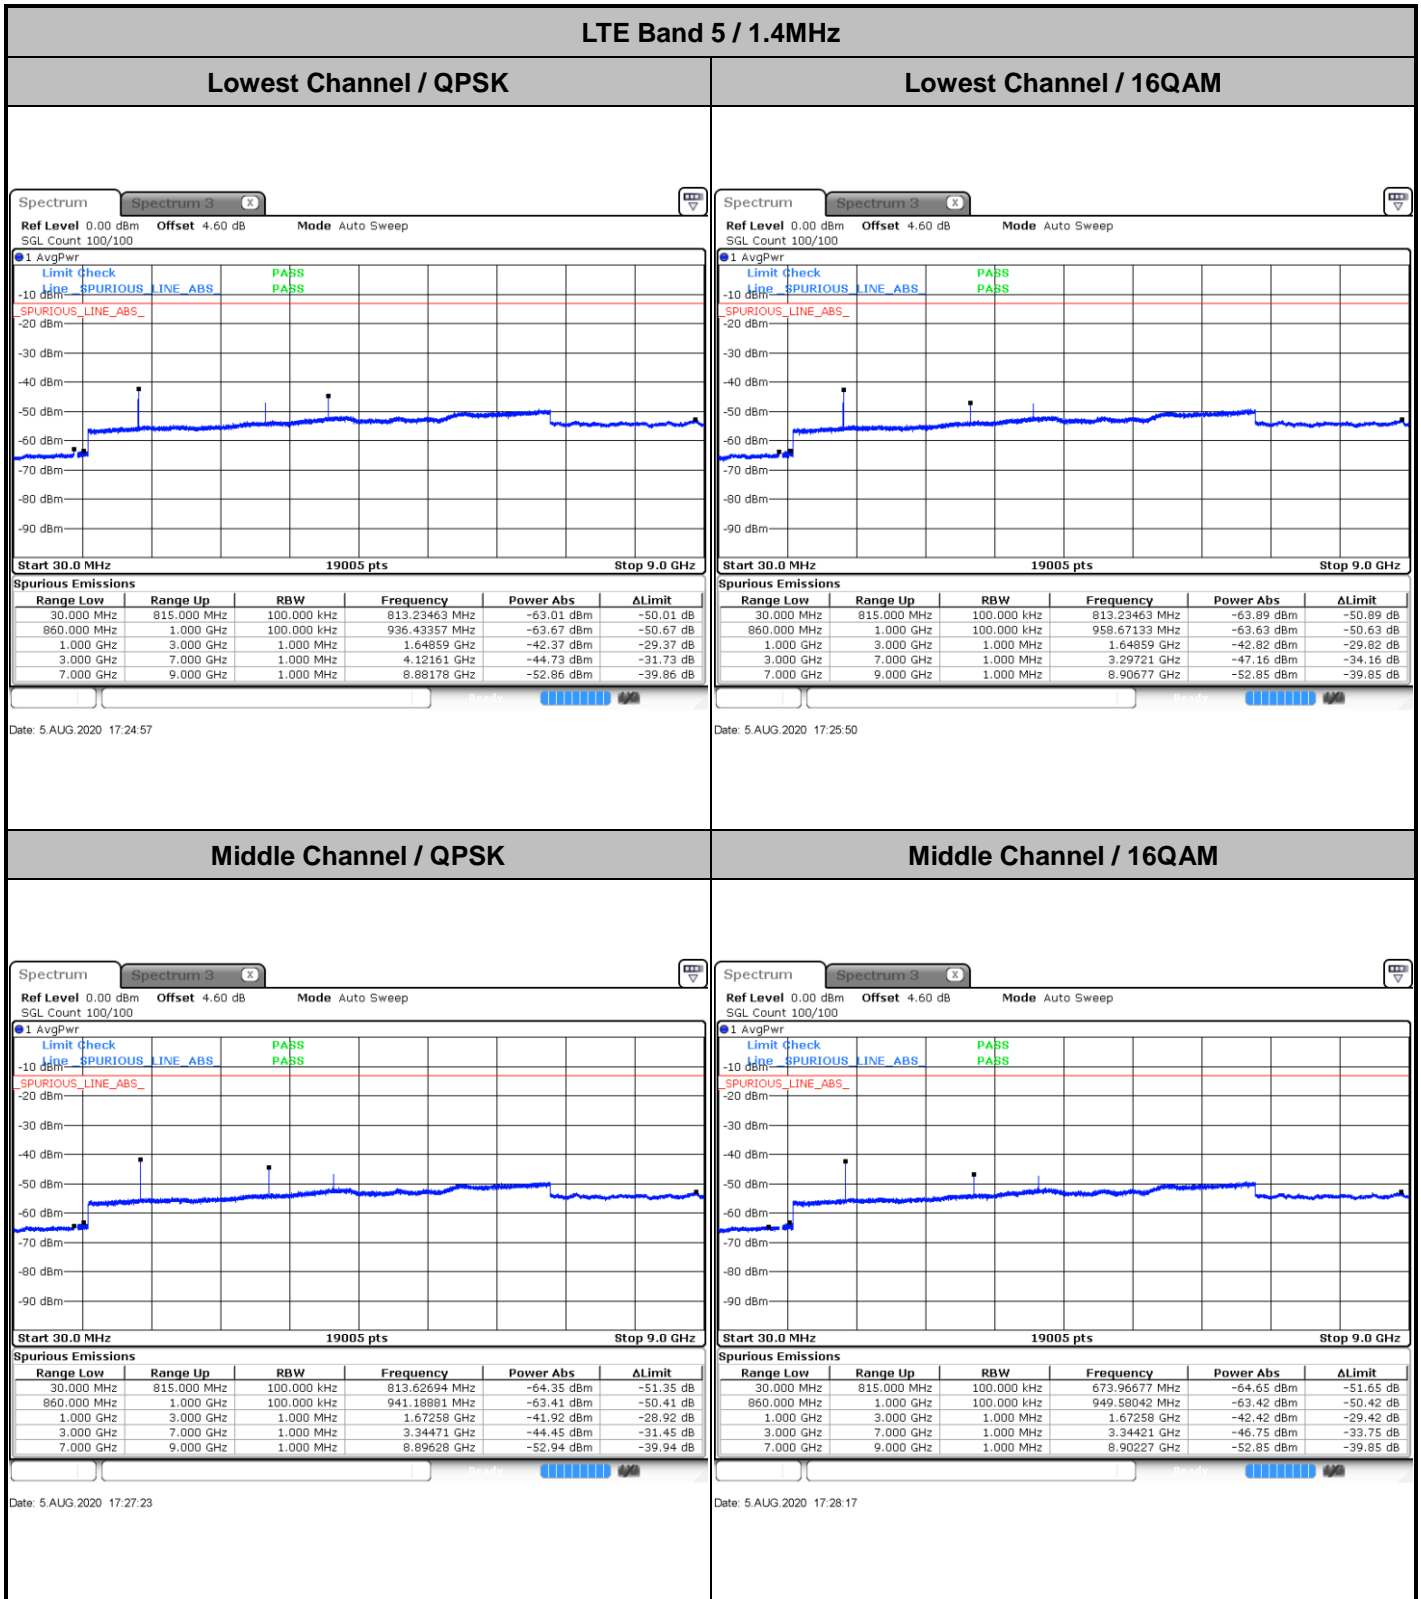 LTE Band 5 / 1.4MHz
Lowest Channel / QPSK
Lowest Channel / 16QAM
Spectrum
Spectrum 3 X
Ref Level 0.00 dBm Offset 4.60 dB Mode Auto Sweep
SGL Count 100/100
1 AvgPwr
Limit Check PASS
Line _SPURIOUS_LINE_ABS_ PASS
-10 dBm
_SPURIOUS_LINE_ABS_
-20 dBm
-30 dBm
-40 dBm
-50 dBm
-60 dBm
-70 dBm
-80 dBm
-90 dBm
Start 30.0 MHz 19005 pts Stop 9.0 GHz
Spurious Emissions
Range Low Range Up RBW Frequency Power Abs ΔLimit
30.000 MHz 815.000 MHz 100.000 kHz 813.23463 MHz -63.01 dBm -50.01 dB
860.000 MHz 1.000 GHz 100.000 kHz 936.43357 MHz -63.67 dBm -50.67 dB
1.000 GHz 3.000 GHz 1.000 MHz 1.64859 GHz -42.37 dBm -29.37 dB
3.000 GHz 7.000 GHz 1.000 MHz 4.12161 GHz -44.73 dBm -31.73 dB
7.000 GHz 9.000 GHz 1.000 MHz 8.88178 GHz -52.86 dBm -39.86 dB
Ready
Date: 5.AUG.2020 17:24:57
Spectrum
Spectrum 3 X
Ref Level 0.00 dBm Offset 4.60 dB Mode Auto Sweep
SGL Count 100/100
1 AvgPwr
Limit Check PASS
Line _SPURIOUS_LINE_ABS_ PASS
-10 dBm
_SPURIOUS_LINE_ABS_
-20 dBm
-30 dBm
-40 dBm
-50 dBm
-60 dBm
-70 dBm
-80 dBm
-90 dBm
Start 30.0 MHz 19005 pts Stop 9.0 GHz
Spurious Emissions
Range Low Range Up RBW Frequency Power Abs ΔLimit
30.000 MHz 815.000 MHz 100.000 kHz 813.23463 MHz -63.89 dBm -50.89 dB
860.000 MHz 1.000 GHz 100.000 kHz 958.67133 MHz -63.63 dBm -50.63 dB
1.000 GHz 3.000 GHz 1.000 MHz 1.64859 GHz -42.82 dBm -29.82 dB
3.000 GHz 7.000 GHz 1.000 MHz 3.29721 GHz -47.16 dBm -34.16 dB
7.000 GHz 9.000 GHz 1.000 MHz 8.90677 GHz -52.85 dBm -39.85 dB
Ready
Date: 5.AUG.2020 17:25:50
Middle Channel / QPSK
Middle Channel / 16QAM
Spectrum
Spectrum 3 X
Ref Level 0.00 dBm Offset 4.60 dB Mode Auto Sweep
SGL Count 100/100
1 AvgPwr
Limit Check PASS
Line _SPURIOUS_LINE_ABS_ PASS
-10 dBm
_SPURIOUS_LINE_ABS_
-20 dBm
-30 dBm
-40 dBm
-50 dBm
-60 dBm
-70 dBm
-80 dBm
-90 dBm
Start 30.0 MHz 19005 pts Stop 9.0 GHz
Spurious Emissions
Range Low Range Up RBW Frequency Power Abs ΔLimit
30.000 MHz 815.000 MHz 100.000 kHz 813.62694 MHz -64.35 dBm -51.35 dB
860.000 MHz 1.000 GHz 100.000 kHz 941.18881 MHz -63.41 dBm -50.41 dB
1.000 GHz 3.000 GHz 1.000 MHz 1.67258 GHz -41.92 dBm -28.92 dB
3.000 GHz 7.000 GHz 1.000 MHz 3.34471 GHz -44.45 dBm -31.45 dB
7.000 GHz 9.000 GHz 1.000 MHz 8.89628 GHz -52.94 dBm -39.94 dB
Ready
Date: 5.AUG.2020 17:27:23
Spectrum
Spectrum 3 X
Ref Level 0.00 dBm Offset 4.60 dB Mode Auto Sweep
SGL Count 100/100
1 AvgPwr
Limit Check PASS
Line _SPURIOUS_LINE_ABS_ PASS
-10 dBm
_SPURIOUS_LINE_ABS_
-20 dBm
-30 dBm
-40 dBm
-50 dBm
-60 dBm
-70 dBm
-80 dBm
-90 dBm
Start 30.0 MHz 19005 pts Stop 9.0 GHz
Spurious Emissions
Range Low Range Up RBW Frequency Power Abs ΔLimit
30.000 MHz 815.000 MHz 100.000 kHz 673.96677 MHz -64.65 dBm -51.65 dB
860.000 MHz 1.000 GHz 100.000 kHz 949.58042 MHz -63.42 dBm -50.42 dB
1.000 GHz 3.000 GHz 1.000 MHz 1.67258 GHz -42.42 dBm -29.42 dB
3.000 GHz 7.000 GHz 1.000 MHz 3.34421 GHz -46.75 dBm -33.75 dB
7.000 GHz 9.000 GHz 1.000 MHz 8.90227 GHz -52.85 dBm -39.85 dB
Ready
Date: 5.AUG.2020 17:28:17